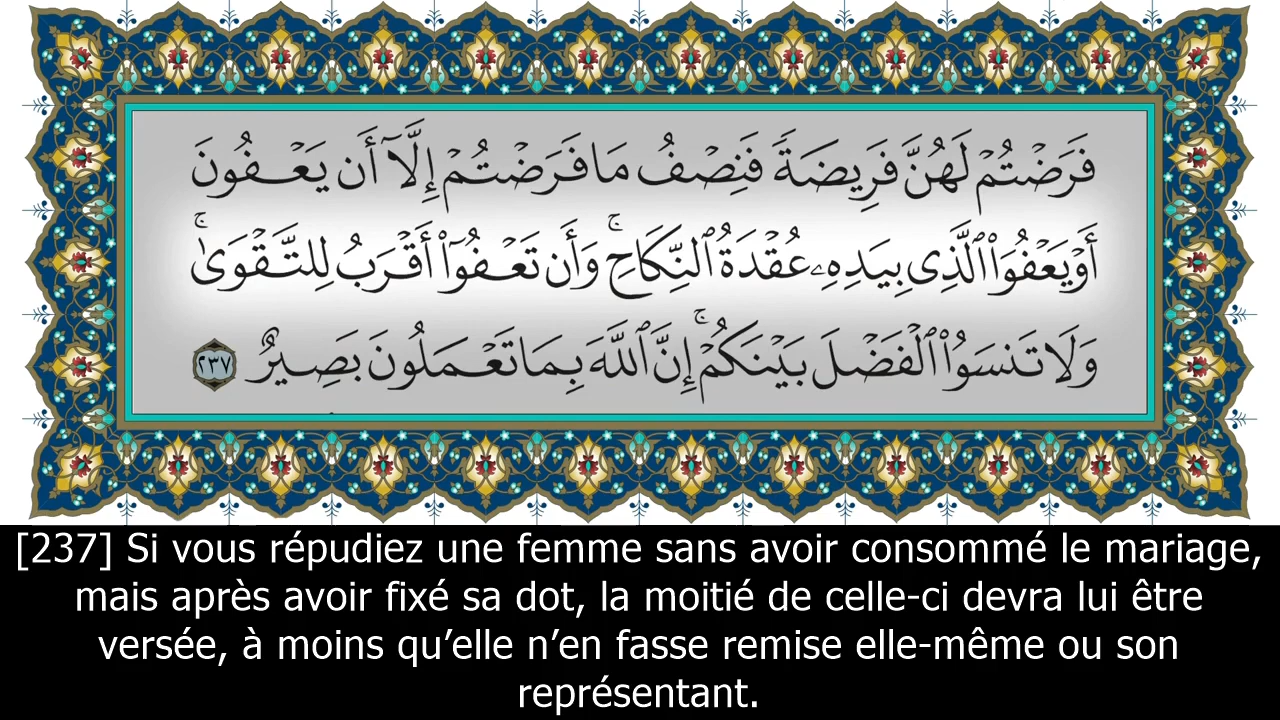 فَرَضْتُمْ لَهُنَّ فَرِيضَةً فَنِصْفُ مَا فَرَضْتُمْ إِلَّآ أَن يَعْفُونَ
أَوْ يَعْفُوَا۟ ٱلَّذِى بِيَدِهِۦ عُقْدَةُ ٱلنِّكَاحِ ۚ وَأَن تَعْفُوٓا۟ أَقْرَبُ لِلتَّقْوَىٰ ۚ
وَلَا تَنسَوُا۟ ٱلْفَضْلَ بَيْنَكُمْ ۚ إِنَّ ٱللَّهَ بِمَا تَعْمَلُونَ بَصِيرٌ ٢٣٧
[237] Si vous répudiez une femme sans avoir consommé le mariage,
mais après avoir fixé sa dot, la moitié de celle-ci devra lui être
versée, à moins qu’elle n’en fasse remise elle-même ou son
représentant.